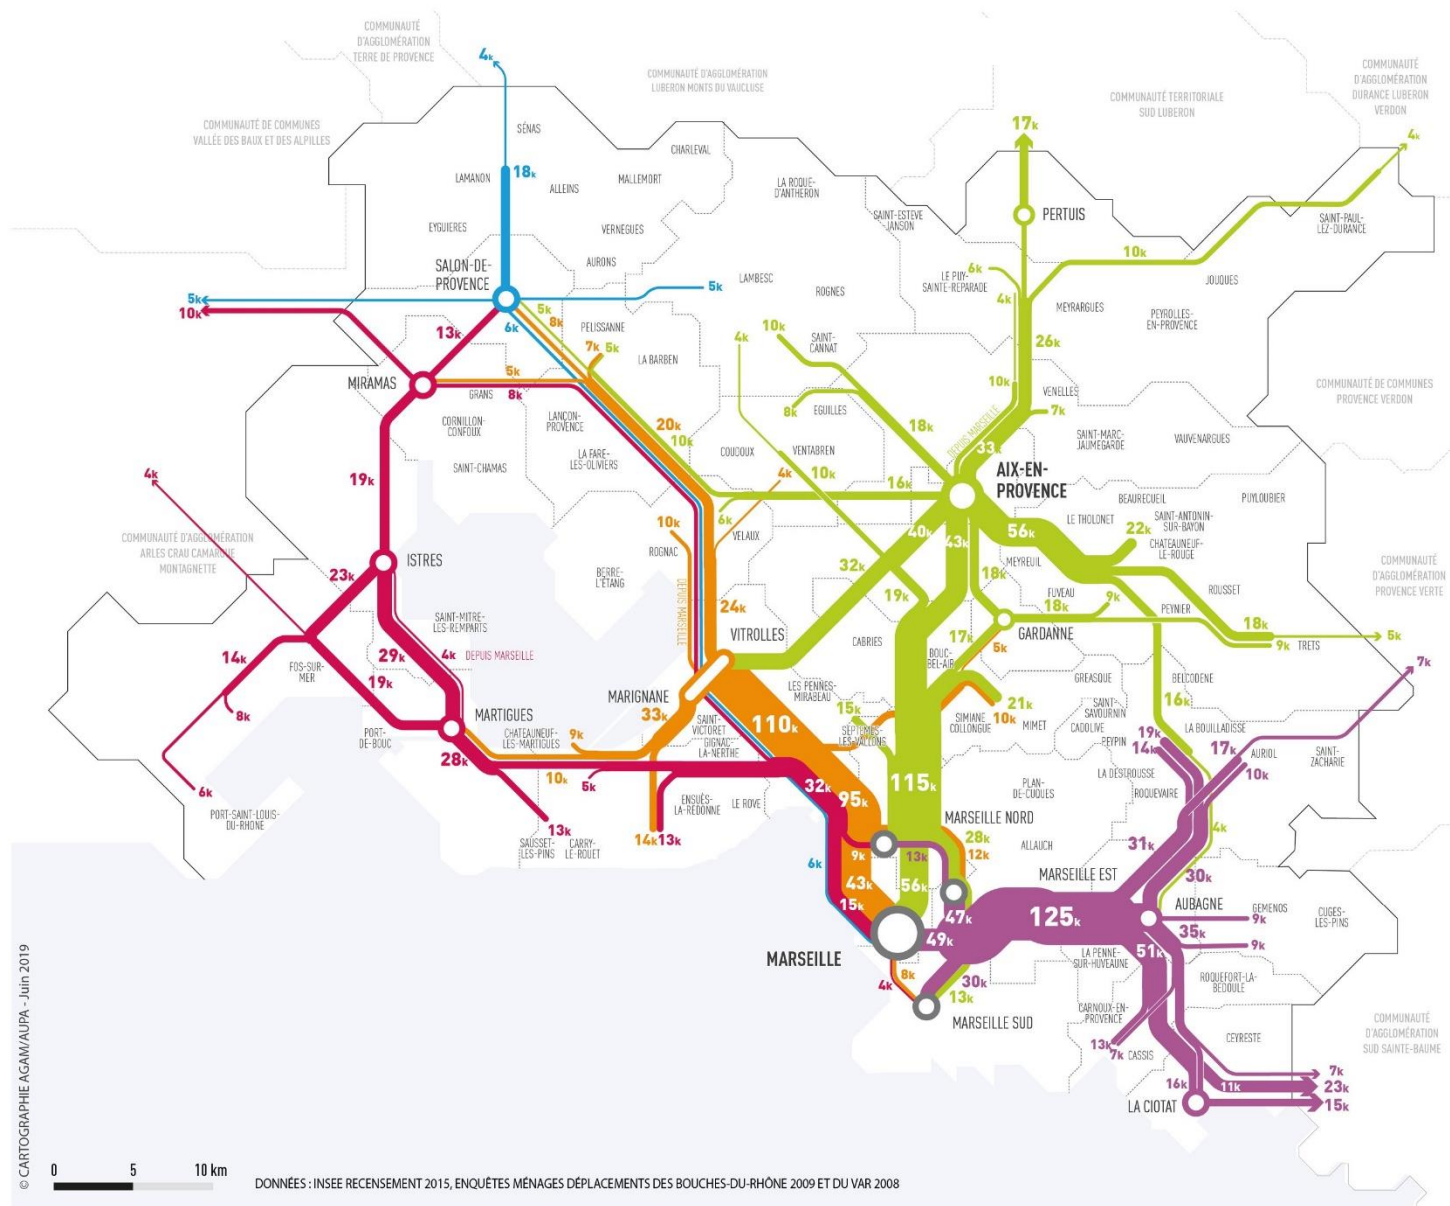 COMMUNAUTÉ
D'AGGLOMÉRATION
TERRE DE PROVENCE
4k
COMMUNAUTÉ D'AGGLOMÉRATION
LUBERON MONTS DU VAUCLUSE
COMMUNAUTÉ TERRITORIALE
SUD LUBERON
COMMUNAUTÉ
D'AGGLOMÉRATION
DURANCE LUBERON
VERDON
COMMUNAUTÉ DE COMMUNES
VALLÉE DES BAUX ET DES ALPILLES
SÉNAS
CHARLEVAL
17k
4k
LAMANON
18k
ALLEINS
MALLEMORT
LA ROQUE-
D'ANTHERON
SAINT-ESTEVE
-JANSON
PERTUIS
SAINT-PAUL
-LEZ-DURANCE
EYGUIERES
VERNEGUES
AURONS
SALON-DE-
PROVENCE
LAMBESC
5k
ROGNES
6k
LE PUY-
SAINTE-REPARADE
4k
10k
JOUQUES
MEYRARGUES
PEYROLLES-
EN-PROVENCE
5k
10k
13k
6k
5k
8k
PELISSANNE
7k
5k
LA BARBEN
4k
10k
SAINT-
CANNAT
26k
MIRAMAS
5k
8k
GRANS
10k
VENELLES
COMMUNAUTÉ DE COMMUNES
PROVENCE VERDON
CORNILLON-
CONFOUX
LANÇON-
PROVENCE
20k
10k
8k
EGUILLES
18k
7k
DEPUIS MARSEILLE
33k
SAINT-MARC-
JAUMEGARDE
VAUVENARGUES
SAINT-CHAMAS
LA FARE-
LES-OLIVIERS
COUDOUX
VENTABREN
10k
4k
19k
16k
AIX-EN-
PROVENCE
BEAURECUEIL
PUYLOUBIER
4k
6k
40k
43k
56k
LE THOLONET
SAINT-ANTONIN-
SUR-BAYON
22k
CHATEAUNEUF-
LE-ROUGE
COMMUNAUTÉ D'AGGLOMÉRATION
ARLES CRAU CAMARGUE
MONTAGNETTE
ISTRES
10k
ROGNAC
VELAUX
32k
MEYREUIL
COMMUNAUTÉ
D'AGGLOMÉRATION
PROVENCE VERTE
23k
BERRE-
L'ÉTANG
DEPUIS MARSEILLE
24k
19k
18k
FUVEAU
18k
9k
PEYNIER
ROUSSET
18k
5k
9k
TRETS
SAINT-MITRE-
LES-REMPARTS
4k
DEPUIS MARSEILLE
29k
VITROLLES
CABRIES
17k
BOUC-
BEL-AIR
GARDANNE
5k
14k
FOS-SUR-
MER
19k
8k
MARIGNANE
LES PENNES-
MIRABEAU
GREASQUE
BELCODENE
7k
SAINT-
SAVOURNIN
16k
MARTIGUES
33k
SAINT-
VICTORET
15k
SIMIANE
COLLONGUE
21k
10k
MIMET
CADOLIVE
PORT-
DE-BOUC
CHATEAUNEUF-
LES-MARTIGUES
9k
110k
SEPTEMES-
LES-VALLONS
LA BOUILLADISSE
GIGNAC
-LA-NERTHE
PEYPIN
19k
14k
17k
AURIOL
SAINT-
ZACHARIE
28k
10k
5k
32k
95k
115k
PLAN-
DE-CUQUES
LA DESTROUSSE
10k
ROQUEVAIRE
6k
PORT-SAINT-LOUIS-
DU-RHONE
13k
SAUSSET-
LES-PINS
CARRY-
LE-ROUET
14k
13k
ENSUÈS-
LA-REDONNE
LE ROVE
MARSEILLE NORD
28k
12k
ALLAUCH
9k
13k
4k
31k
6k
43k
56k
MARSEILLE EST
30k
15k
47k
125k
AUBAGNE
GEMENOS
9k
CUGES-
LES-PINS
MARSEILLE
49k
35k
51k
9k
LA PENNE-
SUR-HUVEAUNE
ROQUEFORT-LA-
BEDOULE
8k
4k
30k
13k
MARSEILLE SUD
CARNOUX-EN-
PROVENCE
13k
7k
CASSIS
CEYRESTE
COMMUNAUTÉ
D'AGGLOMÉRATION
SUD SAINTE-BAUME
7k
16k
11k
23k
LA CIOTAT
15k
© CARTOGRAPHIE AGAM/AUPA - Juin 2019
0 5 10 km
DONNÉES : INSEE RECENSEMENT 2015, ENQUÊTES MÉNAGES DÉPLACEMENTS DES BOUCHES-DU-RHÔNE 2009 ET DU VAR 2008